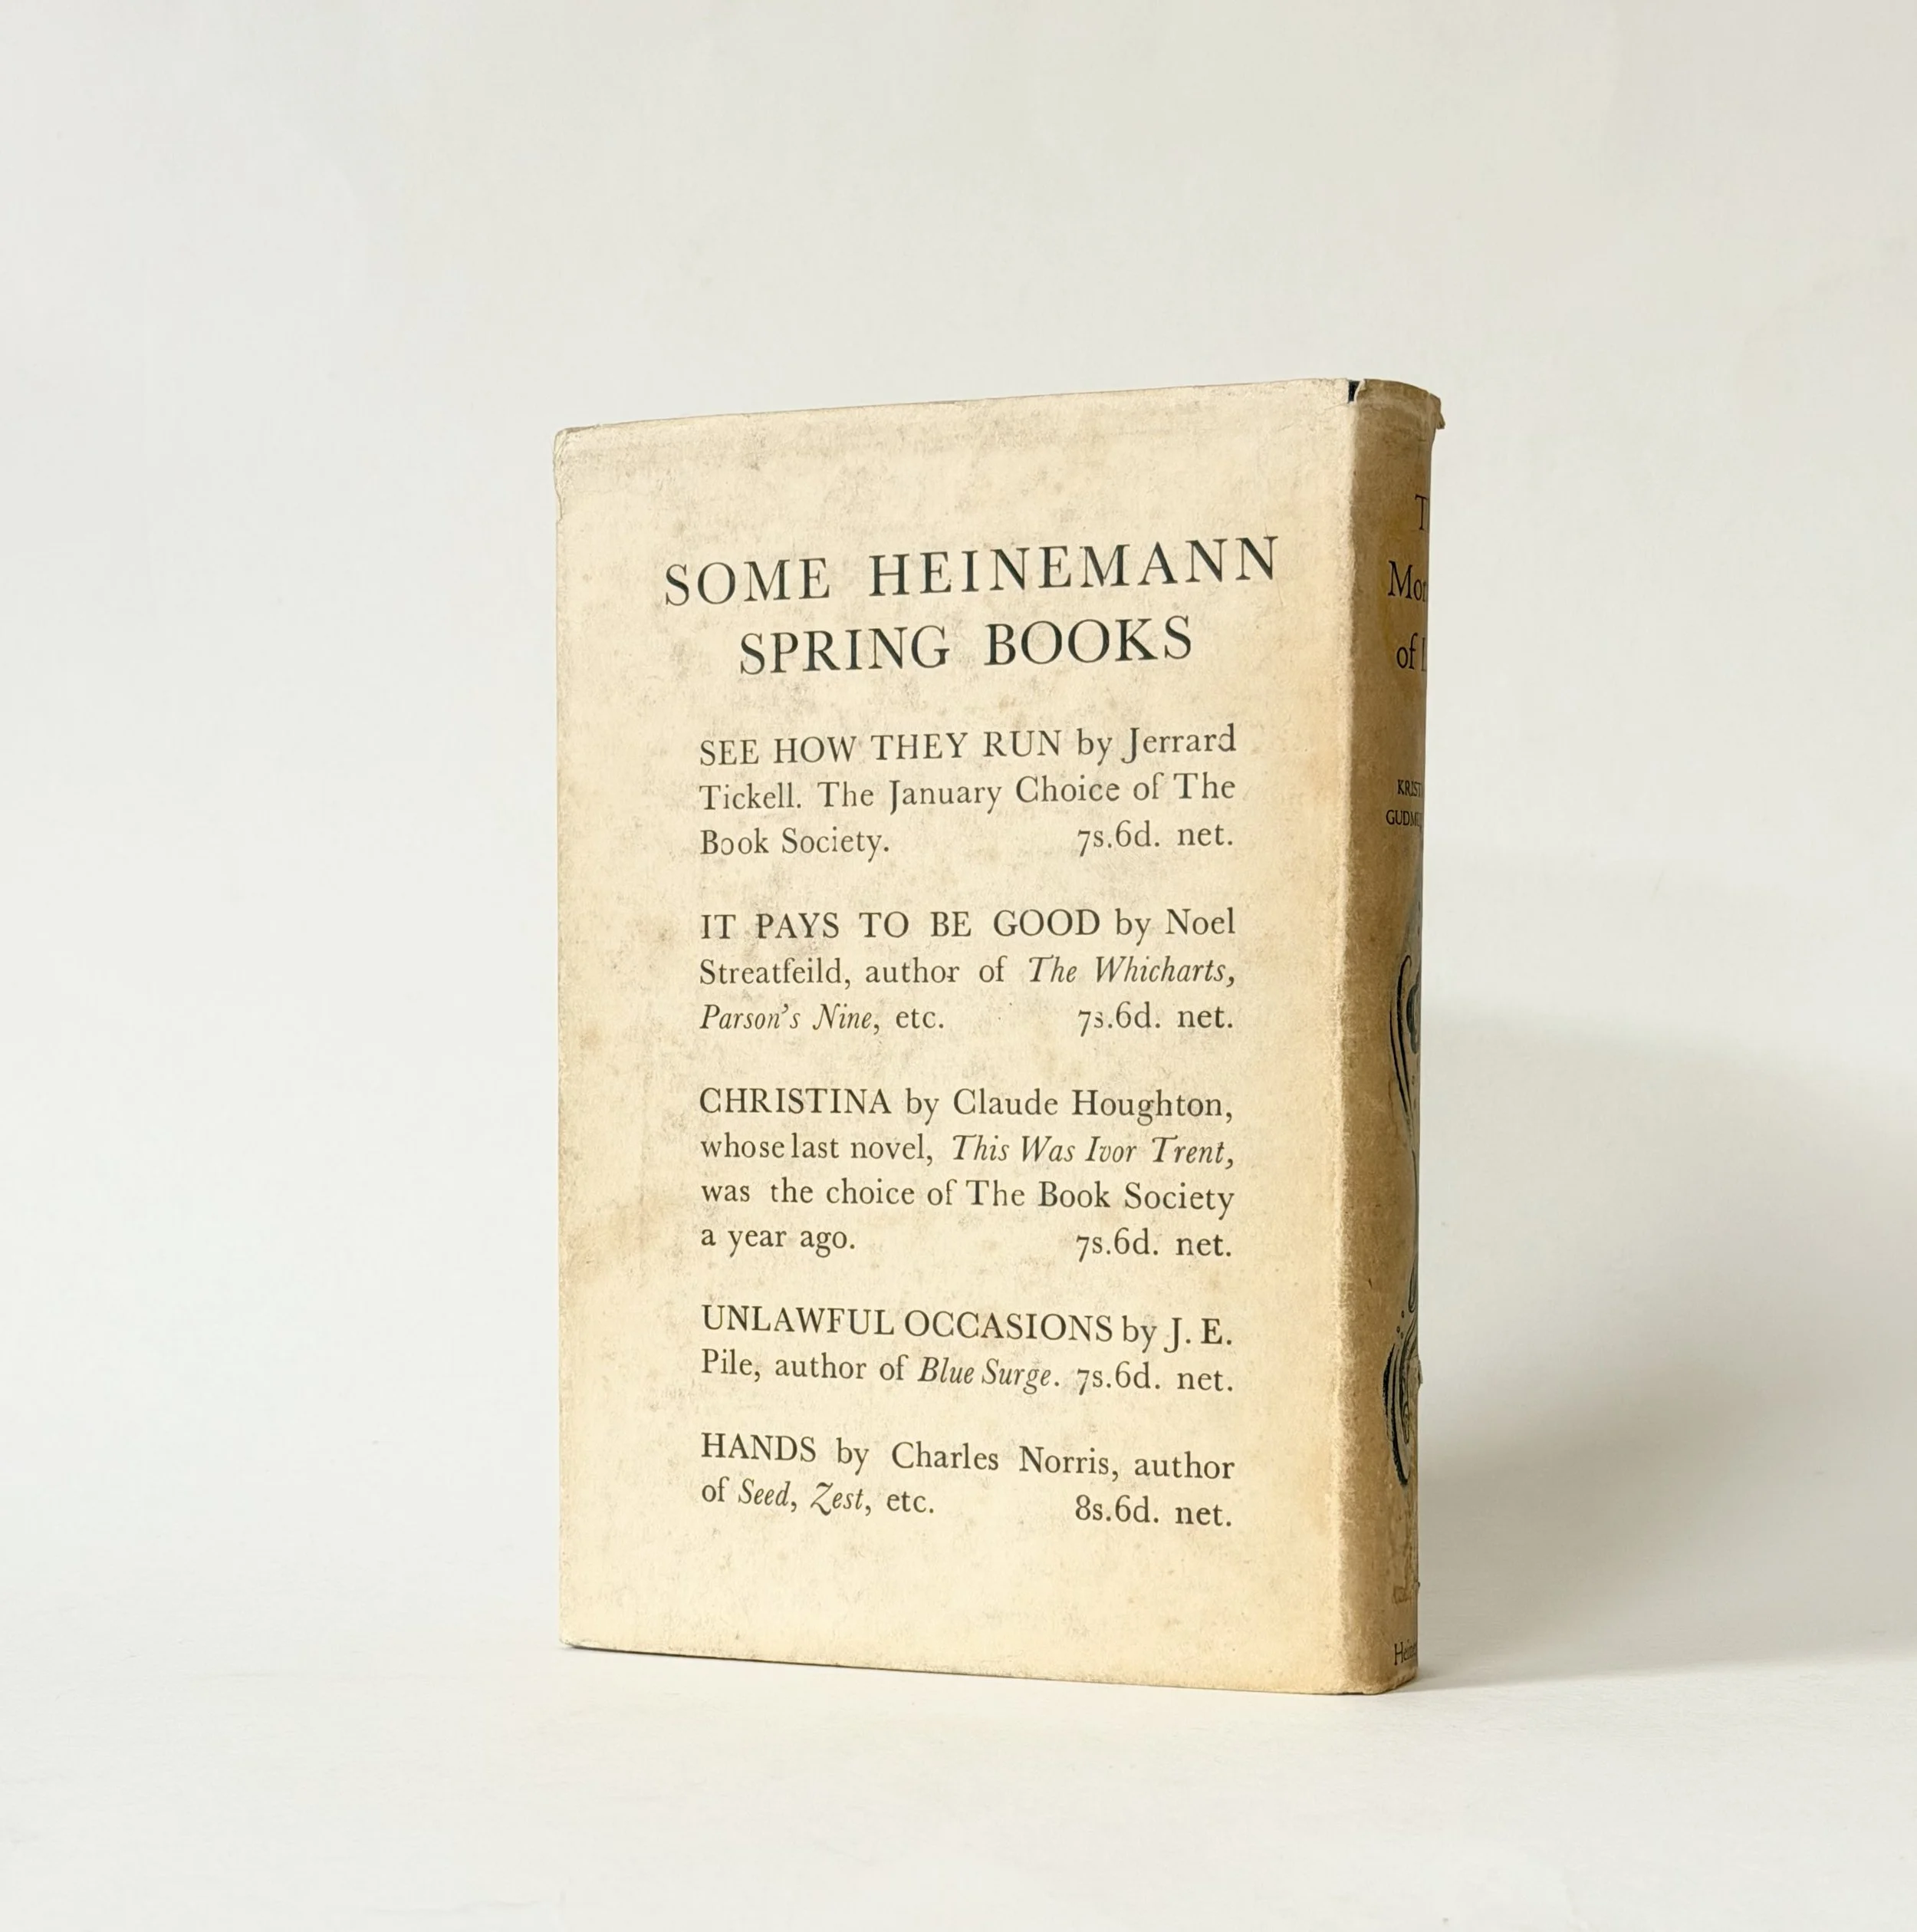 SOME HEINEMANN
SPRING BOOKS
SEE HOW THEY RUN by Jerrard
Tickell. The January Choice of The
Book Society. 7s.6d. net.
IT PAYS TO BE GOOD by Noel
Streatfeild, author of The Whicharts,
Parson's Nine, etc. 7s.6d. net.
CHRISTINA by Claude Houghton,
whose last novel, This Was Ivor Trent,
was the choice of The Book Society
a year ago. 7s.6d. net.
UNLAWFUL OCCASIONS by J. E.
Pile, author of Blue Surge. 7s.6d. net.
HANDS by Charles Norris, author
of Seed, Zest, etc. 8s.6d. net.
of